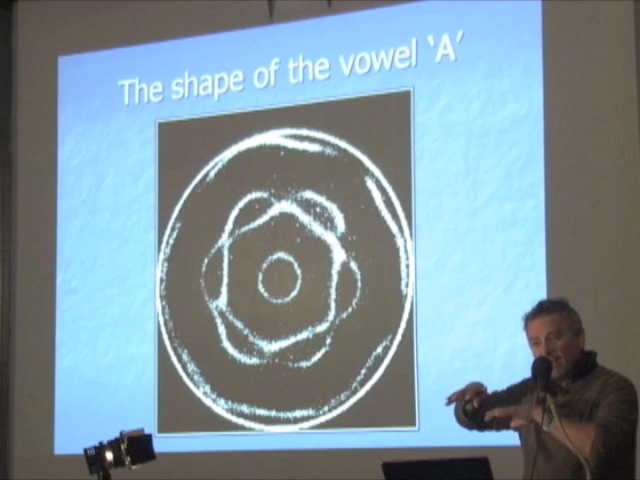 The shape of the vowel ‘A’